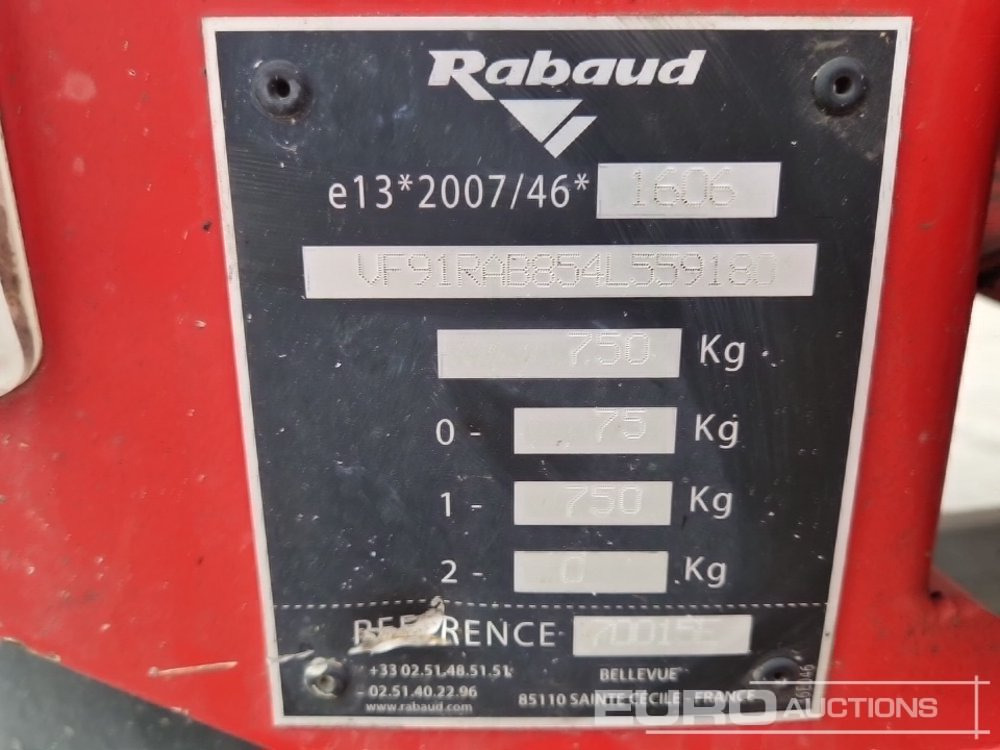 Rabaud
e13*2007/46* 1606
VF91RAB854L559180
750 Kg
0- 75 Kg
1- 750 Kg
2- 0 Kg
REFERENCE
+33 02.51.48.51.51
- 02.51.40.22.96
www.rabaud.com
BELLEVUE
85110 SAINTE CECILE - FRANCE
EURO AUCTIONS